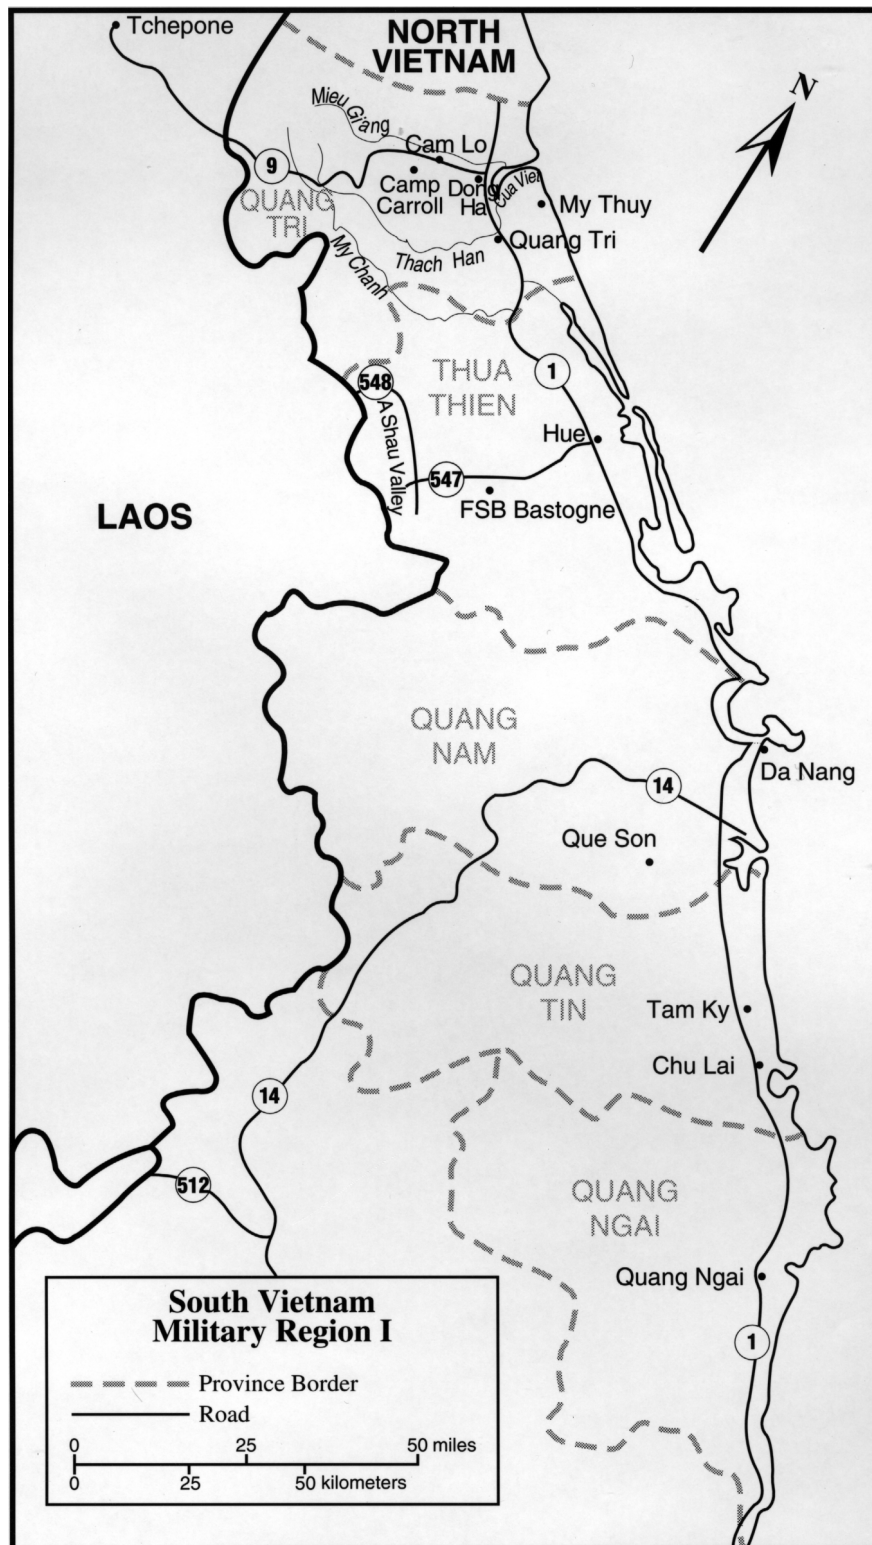 Tchepone
NORTH
VIETNAM
N
Mieu Giang
Cam Lo
9
Camp
Carroll
Dong
Ha
Cua Viet
My Thuy
QUANG
TRI
Quang Tri
My Chanh
Thach Han
548
THUA
THIEN
1
A Shau Valley
Hue
547
FSB Bastogne
LAOS
QUANG
NAM
Da Nang
14
Que Son
QUANG
TIN
Tam Ky
Chu Lai
14
512
QUANG
NGAI
Quang Ngai
1
South Vietnam
Military Region I
Province Border
Road
0 25 50 miles
0 25 50 kilometers